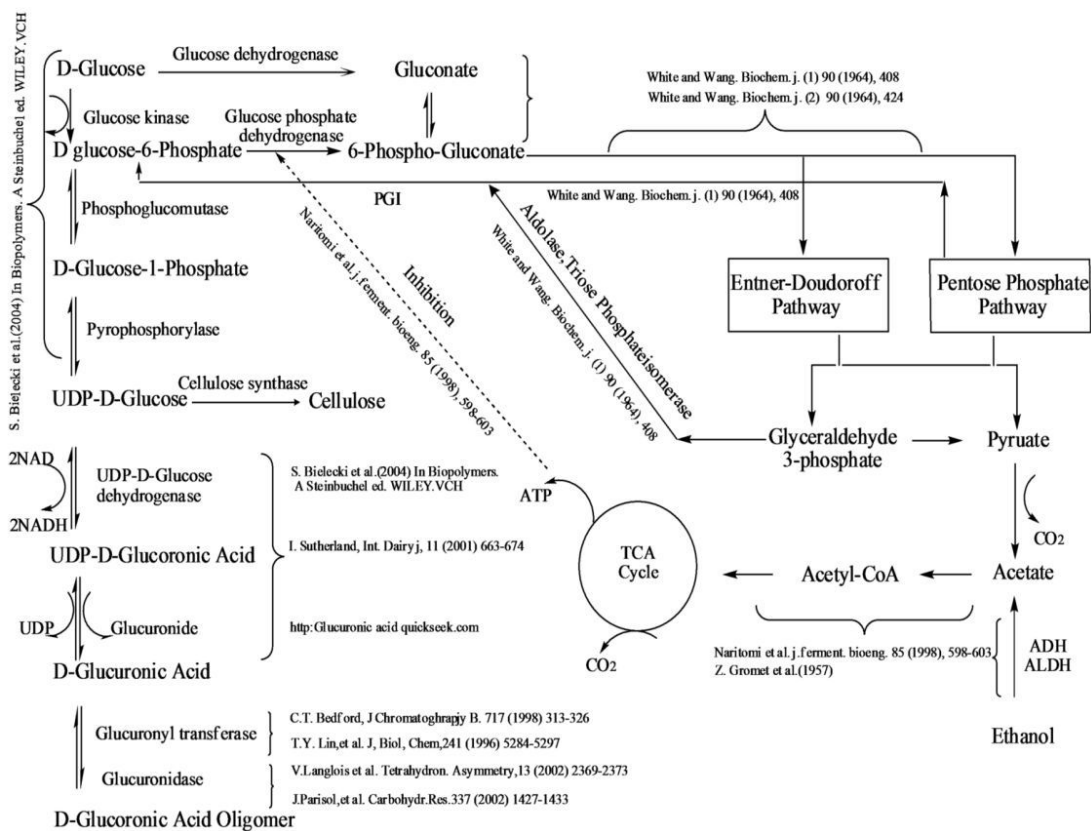 S. Bielecki et al.(2004) In Biopolymers. A Steinbuchel ed. WILEY.VCH
D-Glucose
Glucose dehydrogenase
Gluconate
Glucose kinase
Glucose phosphate
dehydrogenase
D glucose-6-Phosphate
6-Phospho-Gluconate
White and Wang. Biochem. j. (1) 90 (1964), 408
White and Wang. Biochem. j. (2) 90 (1964), 424
PGI
White and Wang. Biochem. j. (1) 90 (1964), 408
Phosphoglucomutase
D-Glucose-1-Phosphate
Pyrophosphorylase
UDP-D-Glucose
Cellulose synthase
Cellulose
Inhibition
Naritomi et al. j.ferment. bioeng. 85 (1998), 598-603
Aldolase,Triose Phosphateisomerase
White and Wang. Biochem. j. (1) 90 (1964), 408
Entner-Doudoroff
Pathway
Pentose Phosphate
Pathway
Glyceraldehyde
3-phosphate
Pyruate
CO2
2NAD
2NADH
UDP-D-Glucose
dehydrogenase
S. Bielecki et al.(2004) In Biopolymers.
A Steinbuchel ed. WILEY.VCH
I. Sutherland, Int. Dairy j, 11 (2001) 663-674
http:Glucuronic acid quickseek.com
UDP-D-Glucoronic Acid
UDP
Glucuronide
D-Glucuronic Acid
ATP
TCA
Cycle
CO2
Acetyl-CoA
Acetate
Naritomi et al. j.ferment. bioeng. 85 (1998), 598-603
Z. Gromet et al.(1957)
ADH
ALDH
Ethanol
Glucuronyl transferase
C.T. Bedford, J Chromatoghrapjy B. 717 (1998) 313-326
T.Y. Lin,et al. J, Biol, Chem,241 (1996) 5284-5297
Glucuronidase
V.Langlois et al. Tetrahydron. Asymmetry,13 (2002) 2369-2373
J.Parisol,et al. Carbohydr.Res.337 (2002) 1427-1433
D-Glucoronic Acid Oligomer